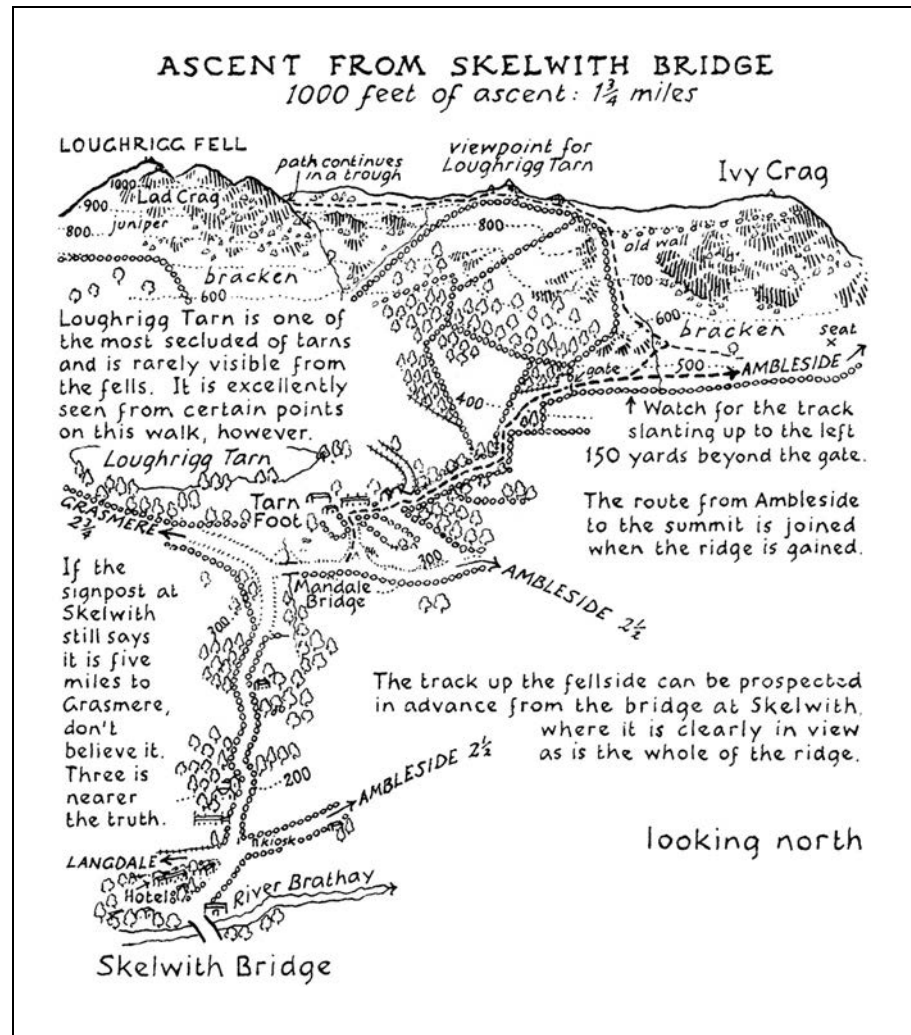 ASCENT FROM SKELWITH BRIDGE
1000 feet of ascent: 1¾ miles
LOUGHRIGG FELL
path continues
in a trough
viewpoint for
Loughrigg Tarn
Ivy Crag
1000
Lad Crag
900
800
juniper
800
old wall
bracken
600
700
600
bracken
seat
x
Loughrigg Tarn is one of
the most secluded of tarns
and is rarely visible from
the fells. It is excellently
seen from certain points
on this walk, however.
gate
500
AMBLESIDE
400
Watch for the track
slanting up to the left
150 yards beyond the gate.
Loughrigg Tarn
Tarn
Foot
GRASMERE
2¾
The route from Ambleside
to the summit is joined
when the ridge is gained.
300
Mandale
Bridge
AMBLESIDE 2½
If the
signpost at
Skelwith
still says
it is five
miles to
Grasmere,
don't
believe it.
Three is
nearer
the truth.
300
The track up the fellside can be prospected
in advance from the bridge at Skelwith,
where it is clearly in view
as is the whole of the ridge.
200
AMBLESIDE 2½
kiosk
looking north
LANGDALE
Hotel
River Brathay
Skelwith Bridge